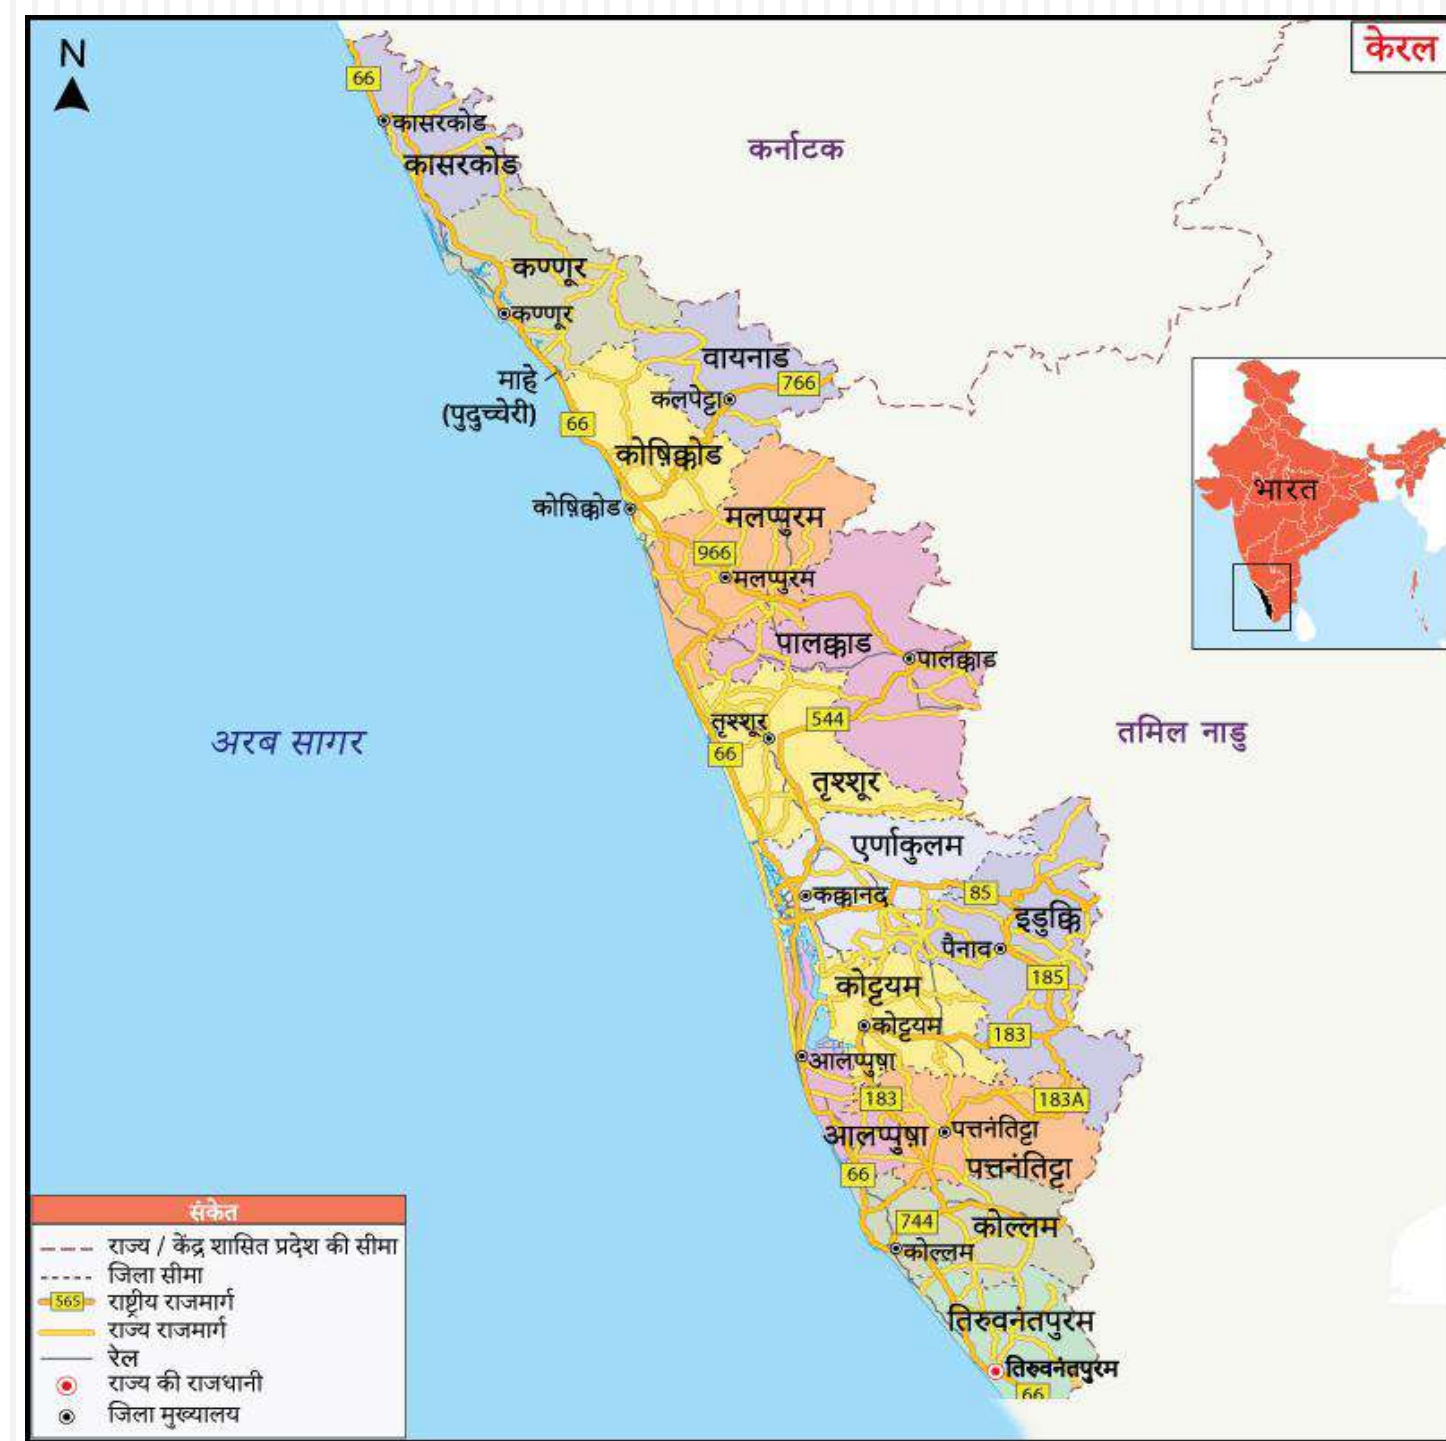 केरल
N
66
कासरकोड
कासरकोड
कर्नाटक
कण्णूर
कण्णूर
वायनाड
766
माहे
(पुदुच्चेरी)
कलपेट्टा
66
कोष़िक्कोड
कोष़िक्कोड
भारत
मलप्पुरम
966
मलप्पुरम
पालक्काड
पालक्काड
तृश्शूर
544
66
अरब सागर
तमिल नाडु
तृश्शूर
एर्णाकुलम
कक्कानद
85
इडुक्कि
पैनाव
185
कोट्टयम
कोट्टयम
183
आलप्पुष़ा
183
183A
आलप्पुष़ा
पत्तनंतिट्टा
पत्तनंतिट्टा
66
744
कोल्लम
कोल्लम
तिरुवनंतपुरम
तिरुवनंतपुरम
66
संकेत
राज्य / केंद्र शासित प्रदेश की सीमा
जिला सीमा
565 राष्ट्रीय राजमार्ग
राज्य राजमार्ग
रेल
राज्य की राजधानी
जिला मुख्यालय